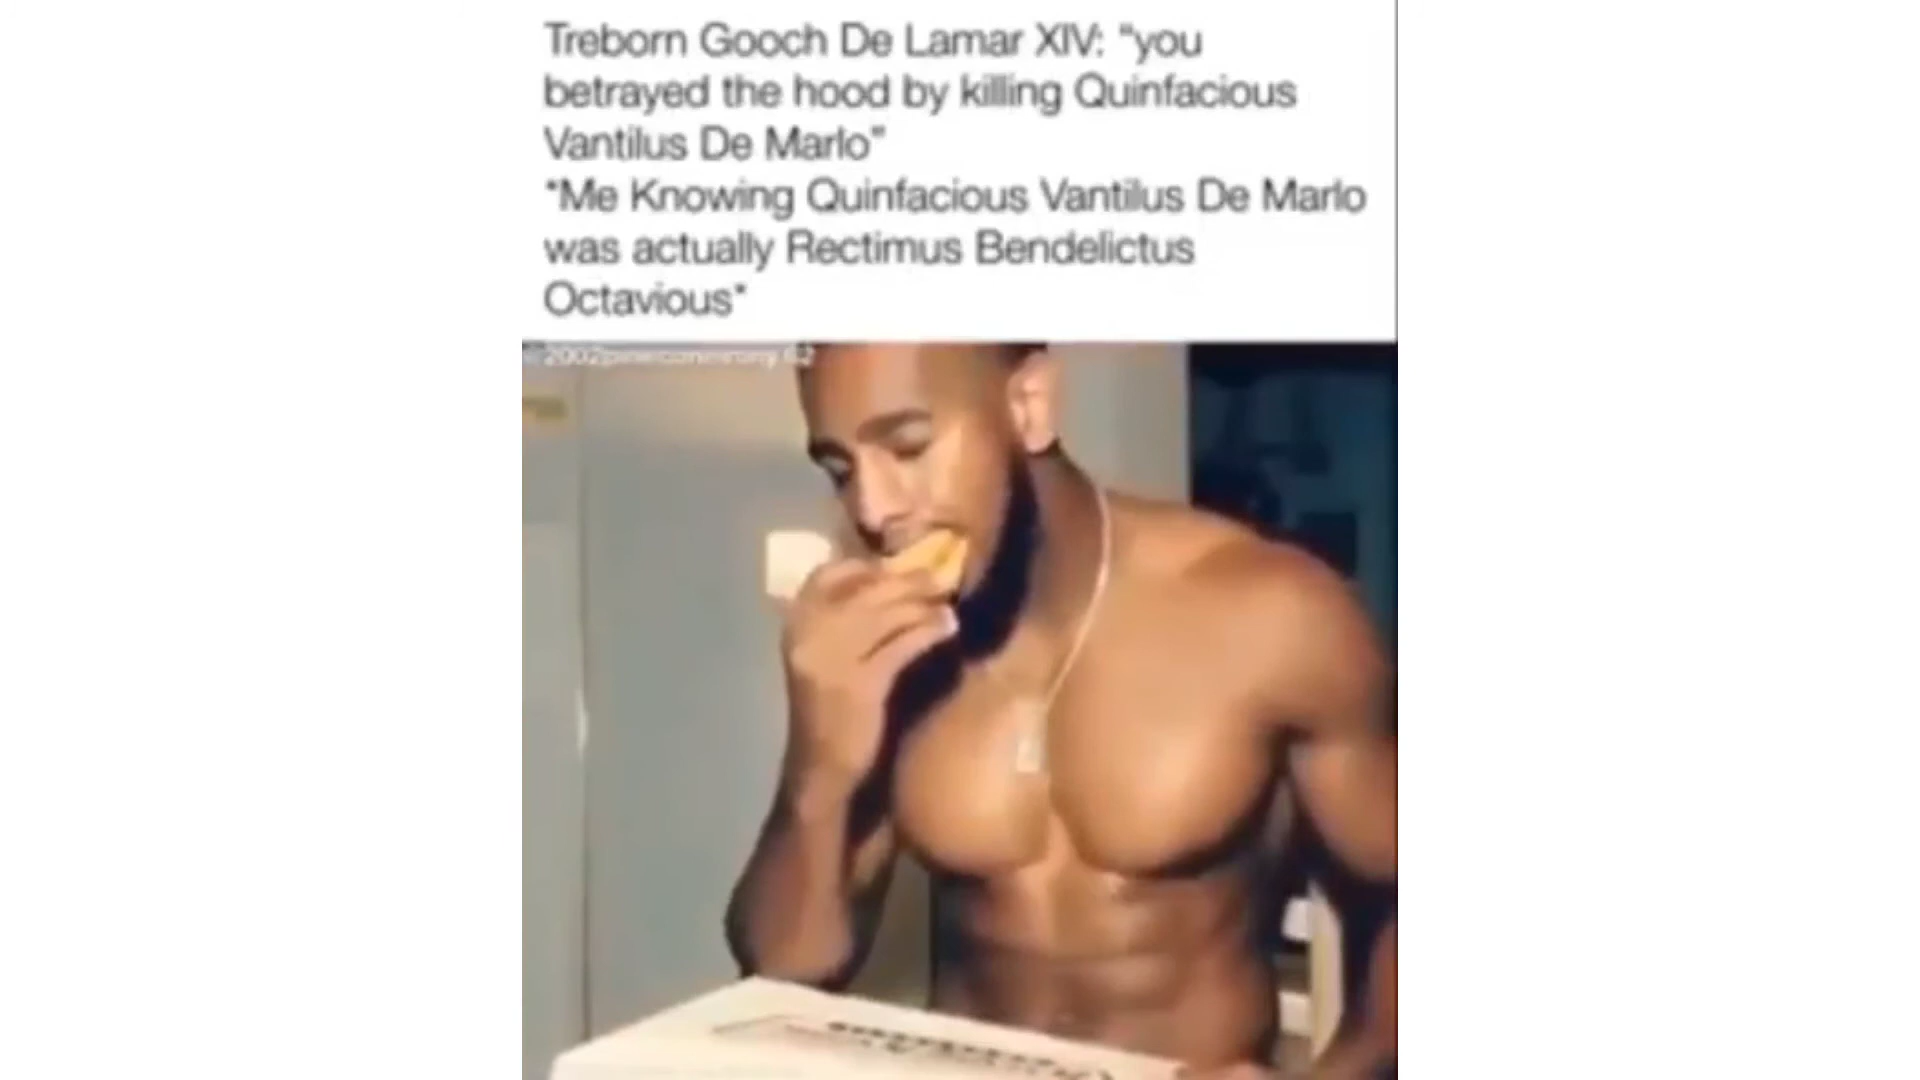 Treborn Gooch De Lamar XIV: "you
betrayed the hood by killing Quinfacious
Vantilus De Marlo"
*Me Knowing Quinfacious Vantilus De Marlo
was actually Rectimus Bendelictus
Octavious*